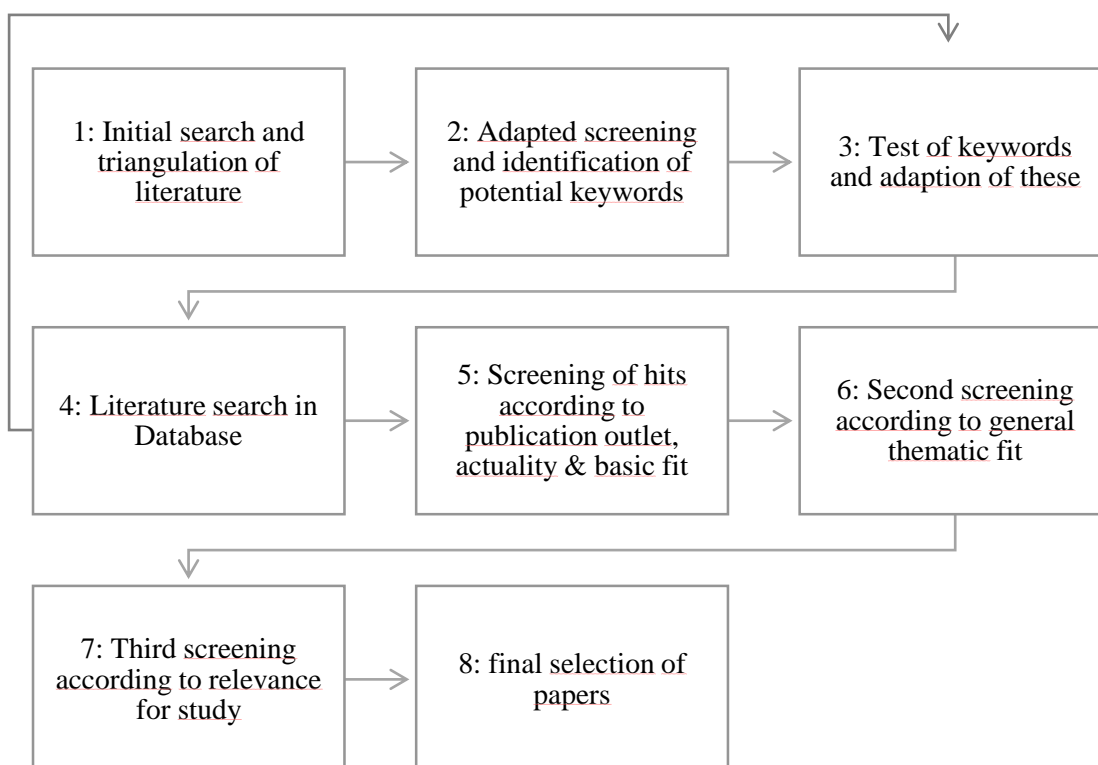 1: Initial search and
triangulation of
literature
2: Adapted screening
and identification of
potential keywords
3: Test of keywords
and adaption of these
4: Literature search in
Database
5: Screening of hits
according to
publication outlet,
actuality & basic fit
6: Second screening
according to general
thematic fit
7: Third screening
according to relevance
for study
8: final selection of
papers